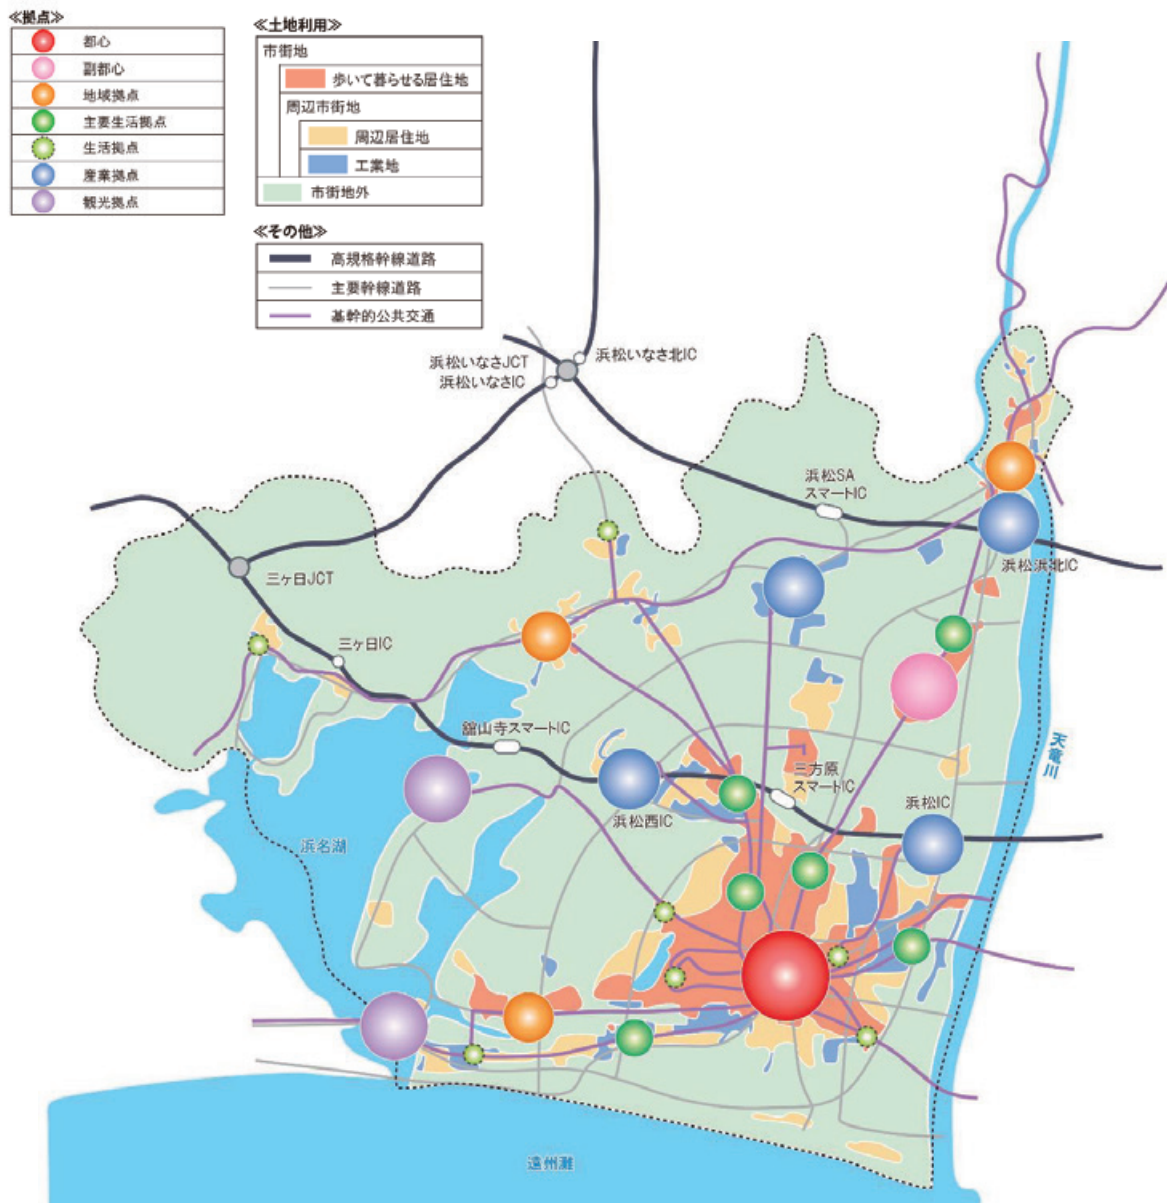 ≪拠点≫
都心
副都心
地域拠点
主要生活拠点
生活拠点
産業拠点
観光拠点
≪土地利用≫
市街地
歩いて暮らせる居住地
周辺市街地
周辺居住地
工業地
市街地外
≪その他≫
高規格幹線道路
主要幹線道路
基幹的公共交通
浜松いなさJCT
浜松いなさ北IC
浜松いなさIC
浜松SA
スマートIC
浜松浜北IC
三ヶ日JCT
三ヶ日IC
舘山寺スマートIC
三方原
スマートIC
浜松西IC
浜松IC
天竜川
浜名湖
遠州灘